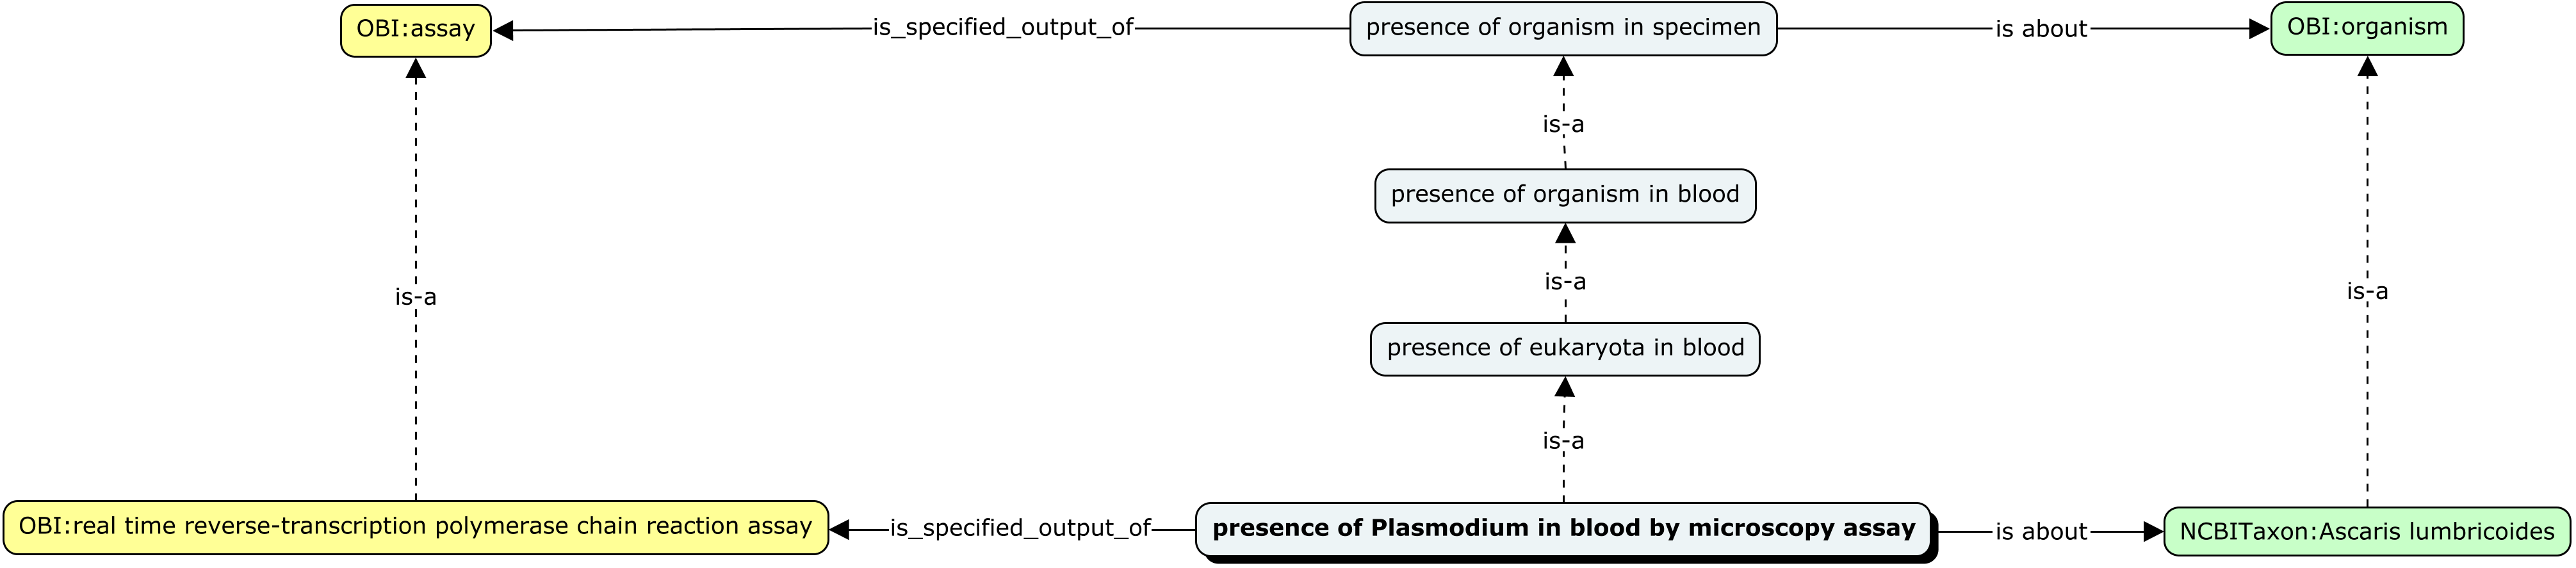 OBI:assay
is_specified_output_of
presence of organism in specimen
is about
OBI:organism
is-a
presence of organism in blood
is-a
is-a
is-a
presence of eukaryota in blood
is-a
OBI:real time reverse-transcription polymerase chain reaction assay
is_specified_output_of
presence of Plasmodium in blood by microscopy assay
is about
NCBITaxon:Ascaris lumbricoides